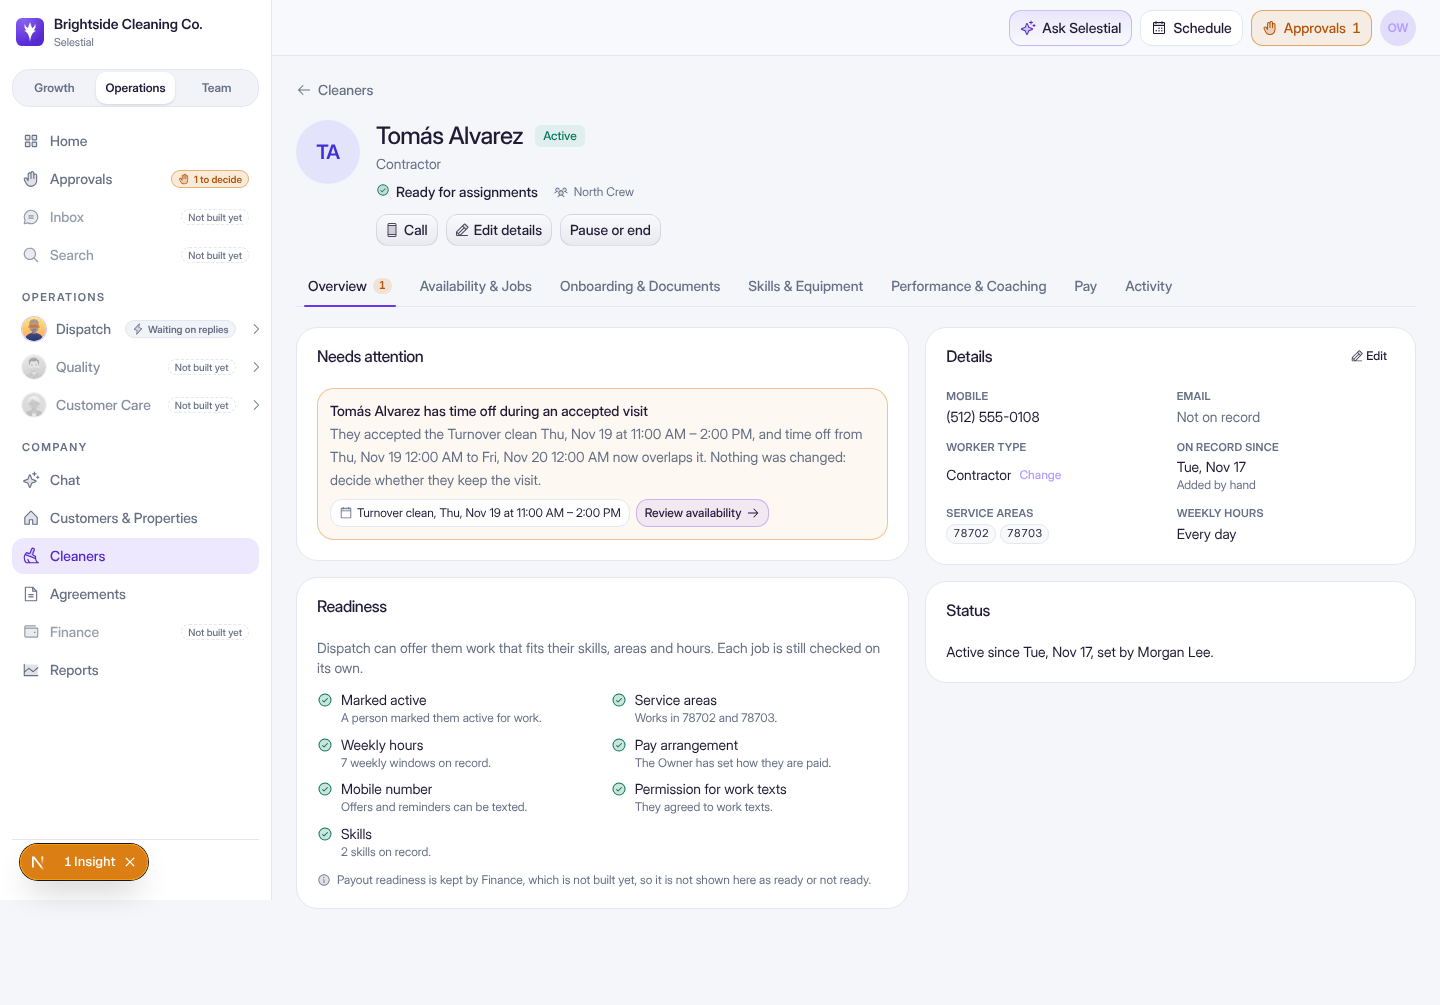 Brightside Cleaning Co.
Selestial
Growth
Operations
Team
Home
Approvals
1 to decide
Inbox
Not built yet
Search
Not built yet
OPERATIONS
Dispatch
Waiting on replies
Quality
Not built yet
Customer Care
Not built yet
COMPANY
Chat
Customers & Properties
Cleaners
Agreements
Finance
Not built yet
Reports
1 Insight
Ask Selestial
Schedule
Approvals 1
OW
Cleaners
TA
Tomás Alvarez
Active
Contractor
Ready for assignments
North Crew
Call
Edit details
Pause or end
Overview 1
Availability & Jobs
Onboarding & Documents
Skills & Equipment
Performance & Coaching
Pay
Activity
Needs attention
Tomás Alvarez has time off during an accepted visit
They accepted the Turnover clean Thu, Nov 19 at 11:00 AM – 2:00 PM, and time off from
Thu, Nov 19 12:00 AM to Fri, Nov 20 12:00 AM now overlaps it. Nothing was changed:
decide whether they keep the visit.
Turnover clean, Thu, Nov 19 at 11:00 AM – 2:00 PM
Review availability
Readiness
Dispatch can offer them work that fits their skills, areas and hours. Each job is still checked on
its own.
Marked active
A person marked them active for work.
Service areas
Works in 78702 and 78703.
Weekly hours
7 weekly windows on record.
Pay arrangement
The Owner has set how they are paid.
Mobile number
Offers and reminders can be texted.
Permission for work texts
They agreed to work texts.
Skills
2 skills on record.
Payout readiness is kept by Finance, which is not built yet, so it is not shown here as ready or not ready.
Details
Edit
MOBILE
(512) 555-0108
EMAIL
Not on record
WORKER TYPE
Contractor Change
ON RECORD SINCE
Tue, Nov 17
Added by hand
SERVICE AREAS
78702 78703
WEEKLY HOURS
Every day
Status
Active since Tue, Nov 17, set by Morgan Lee.